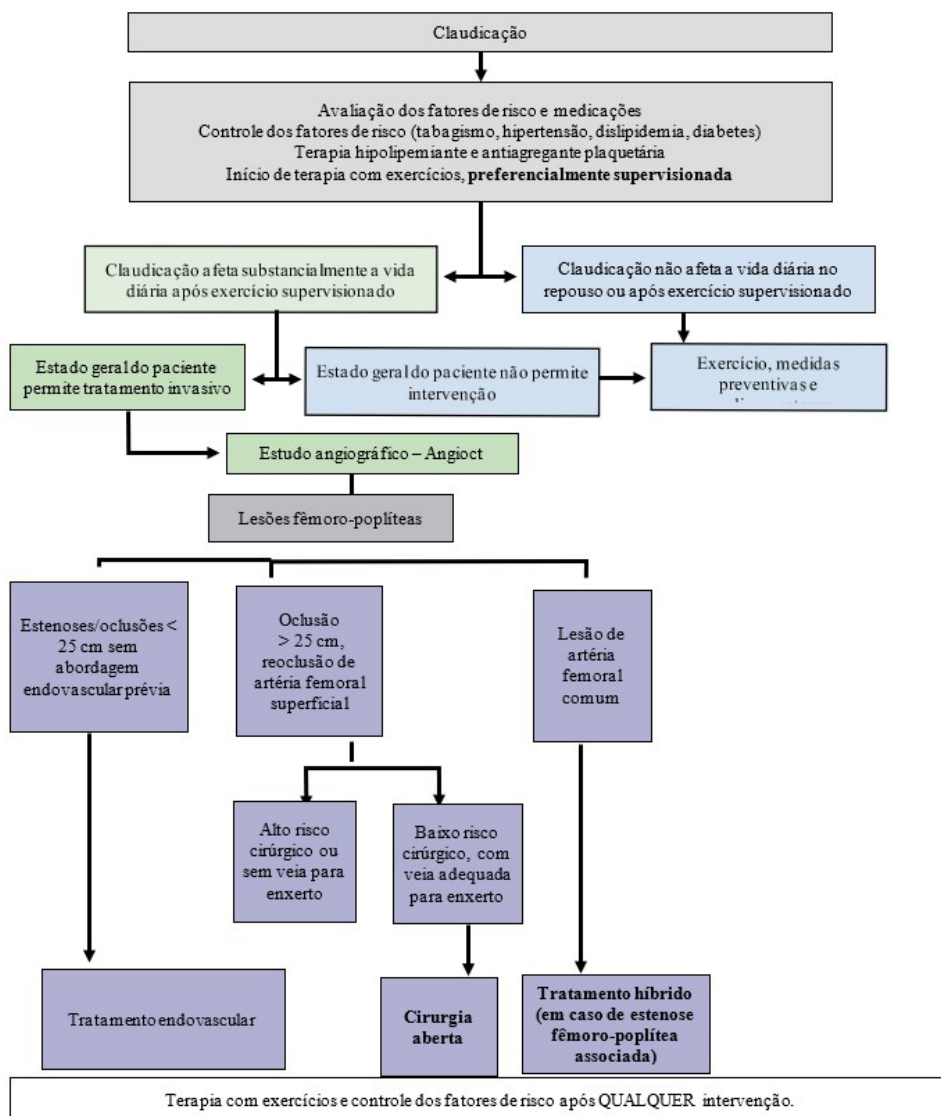 Claudicação
Avaliação dos fatores de risco e medicações
Controle dos fatores de risco (tabagismo, hipertensão, dislipidemia, diabetes)
Terapia hipolipemiante e antiagregante plaquetária
Início de terapia com exercícios, preferencialmente supervisionada
Claudicação afeta substancialmente a vida
diária após exercício supervisionado
Claudicação não afeta a vida diária no
repouso ou após exercício supervisionado
Estado geral do paciente
permite tratamento invasivo
Estado geral do paciente não permite
intervenção
Exercício, medidas
preventivas e
Estudo angiográfico – Angioct
Lesões fêmoro-poplíteas
Estenoses/oclusões <
25 cm sem
abordagem
endovascular prévia
Oclusão
> 25 cm,
reoclusão de
artéria femoral
superficial
Lesão de
artéria
femoral
comum
Alto risco
cirúrgico ou
sem veia para
enxerto
Baixo risco
cirúrgico, com
veia adequada
para enxerto
Tratamento endovascular
Cirurgia
aberta
Tratamento híbrido
(em caso de estenose
fêmoro-poplítea
associada)
Terapia com exercícios e controle dos fatores de risco após QUALQUER intervenção.